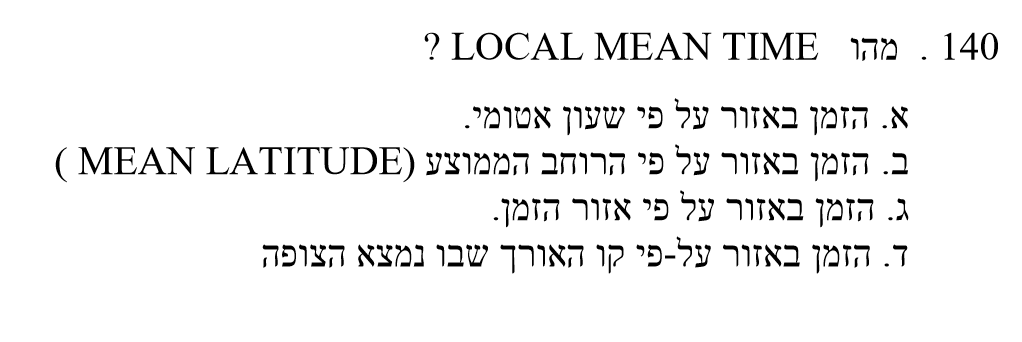 140 . מהו LOCAL MEAN TIME ?
א. הזמן באזור על פי שעון אטומי.
ב. הזמן באזור על פי הרוחב הממוצע (MEAN LATITUDE )
ג. הזמן באזור על פי אזור הזמן.
ד. הזמן באזור על-פי קו האורך שבו נמצא הצופה